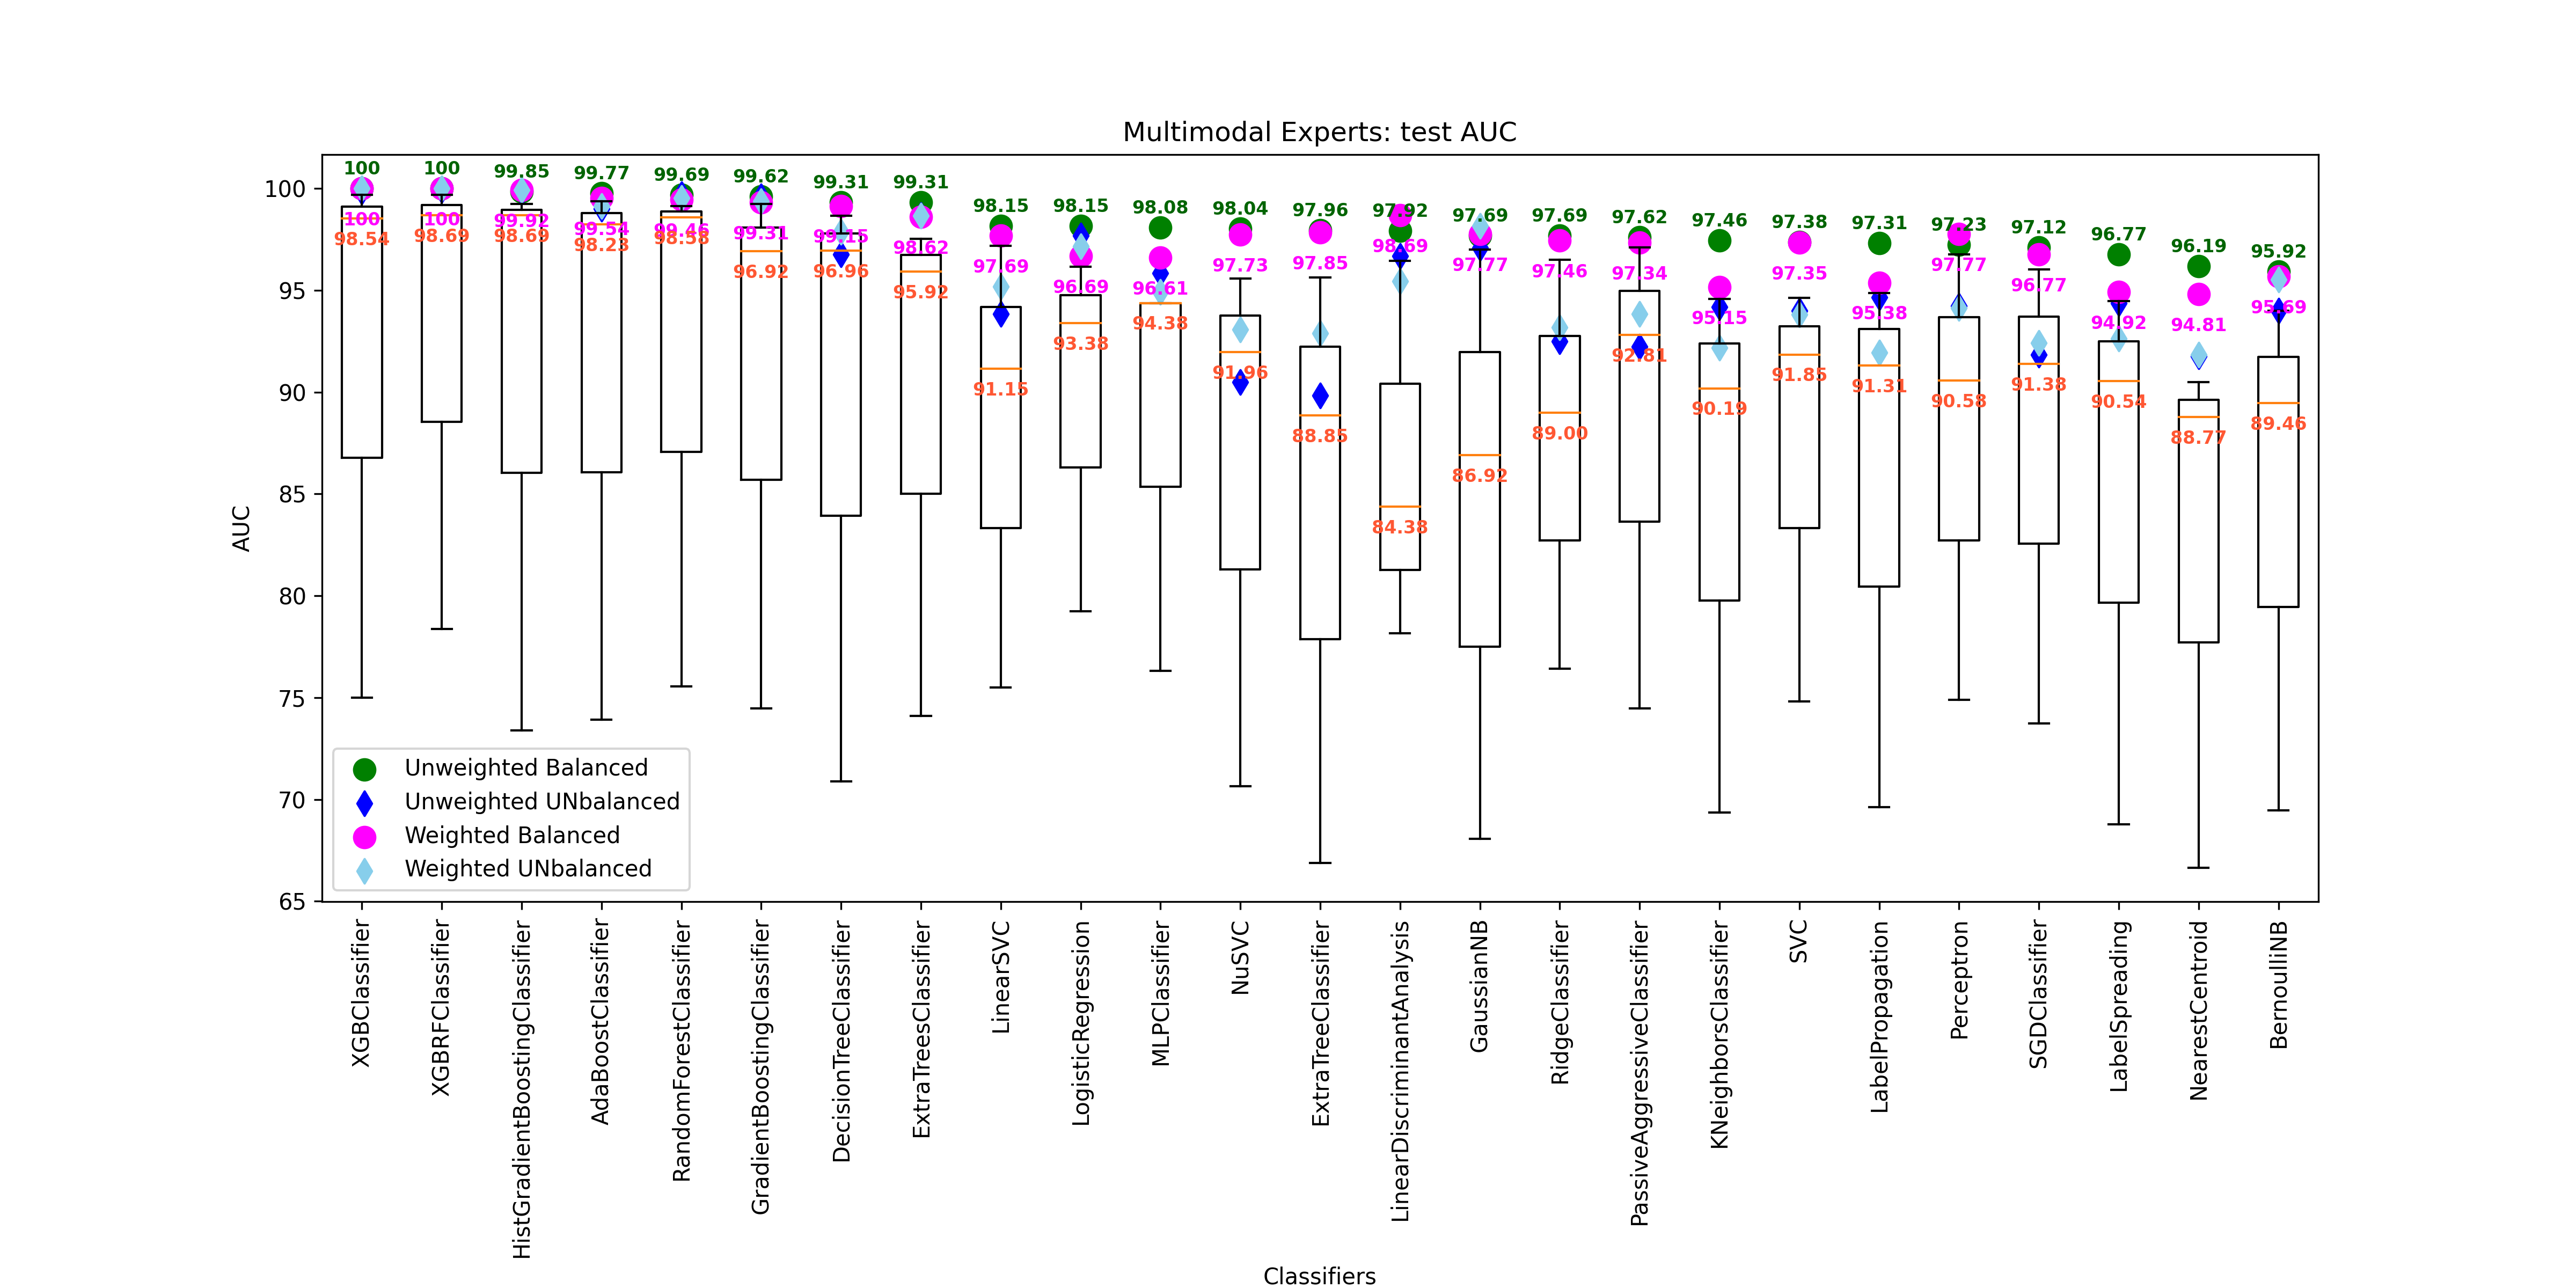 Multimodal Experts: test AUC
AUC
100
95
90
85
80
75
70
65
100 100 99.85 99.77 99.69 99.62 99.31 99.31 98.15 98.15 98.08 98.04 97.96 97.92 97.69 97.69 97.62 97.46 97.38 97.31 97.23 97.12 96.77 96.19 95.92
100 100 99.92 99.54 99.46 99.31 99.15 98.62 97.69 96.69 96.61 97.73 97.85 98.69 97.77 97.46 97.34 95.15 97.35 95.38 97.77 96.77 94.92 94.81 95.69
98.54 98.69 98.69 98.23 98.58 96.92 96.96 95.92 91.15 93.38 94.38 91.96 88.85 84.38 86.92 89.00 92.81 90.19 91.85 91.31 90.58 91.38 90.54 88.77 89.46
Unweighted Balanced
Unweighted UNbalanced
Weighted Balanced
Weighted UNbalanced
XGBClassifier
XGBRFClassifier
HistGradientBoostingClassifier
AdaBoostClassifier
RandomForestClassifier
GradientBoostingClassifier
DecisionTreeClassifier
ExtraTreesClassifier
LinearSVC
LogisticRegression
MLPClassifier
NuSVC
ExtraTreeClassifier
LinearDiscriminantAnalysis
GaussianNB
RidgeClassifier
PassiveAggressiveClassifier
KNeighborsClassifier
SVC
LabelPropagation
Perceptron
SGDClassifier
LabelSpreading
NearestCentroid
BernoulliNB
Classifiers